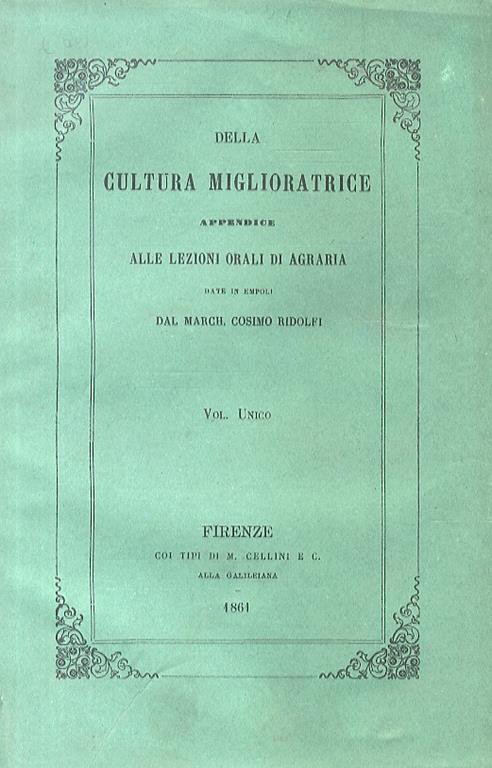 DELLA
CULTURA MIGLIORATRICE
APPENDICE
ALLE LEZIONI ORALI DI AGRARIA
DATE IN EMPOLI
DAL MARCH. COSIMO RIDOLFI
VOL. UNICO
FIRENZE
COI TIPI DI M. CELLINI E C.
ALLA GALILEIANA
1861